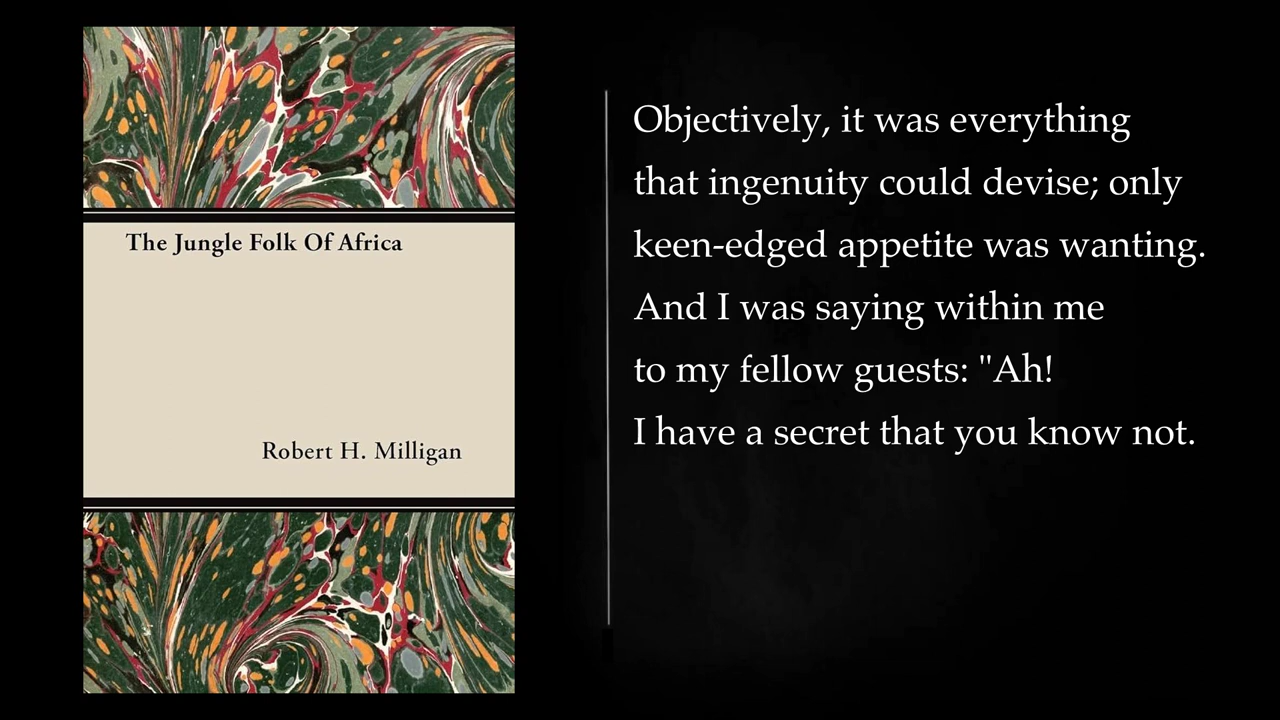 The Jungle Folk Of Africa
Robert H. Milligan
Objectively, it was everything
that ingenuity could devise; only
keen-edged appetite was wanting.
And I was saying within me
to my fellow guests: "Ah!
I have a secret that you know not.